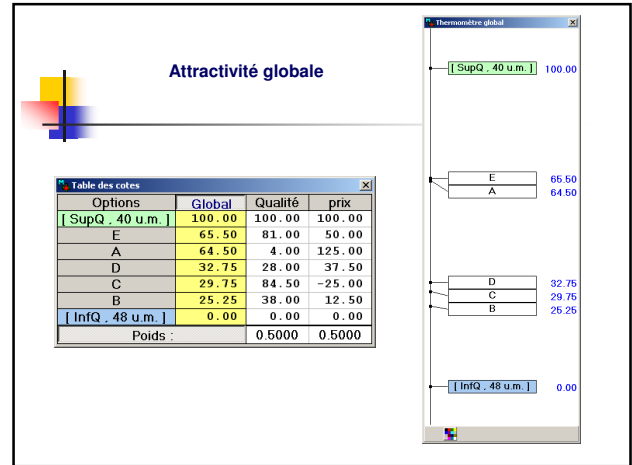 Attractivité globale
Table des cotes
Options Global Qualité prix
[ SupQ , 40 u.m. ] 100.00 100.00 100.00
E 65.50 81.00 50.00
A 64.50 4.00 125.00
D 32.75 28.00 37.50
C 29.75 84.50 -25.00
B 25.25 38.00 12.50
[ InfQ , 48 u.m. ] 0.00 0.00 0.00
Poids : 0.5000 0.5000
Thermomètre global
[ SupQ , 40 u.m. ] 100.00
E 65.50
A 64.50
D 32.75
C 29.75
B 25.25
[ InfQ , 48 u.m. ] 0.00